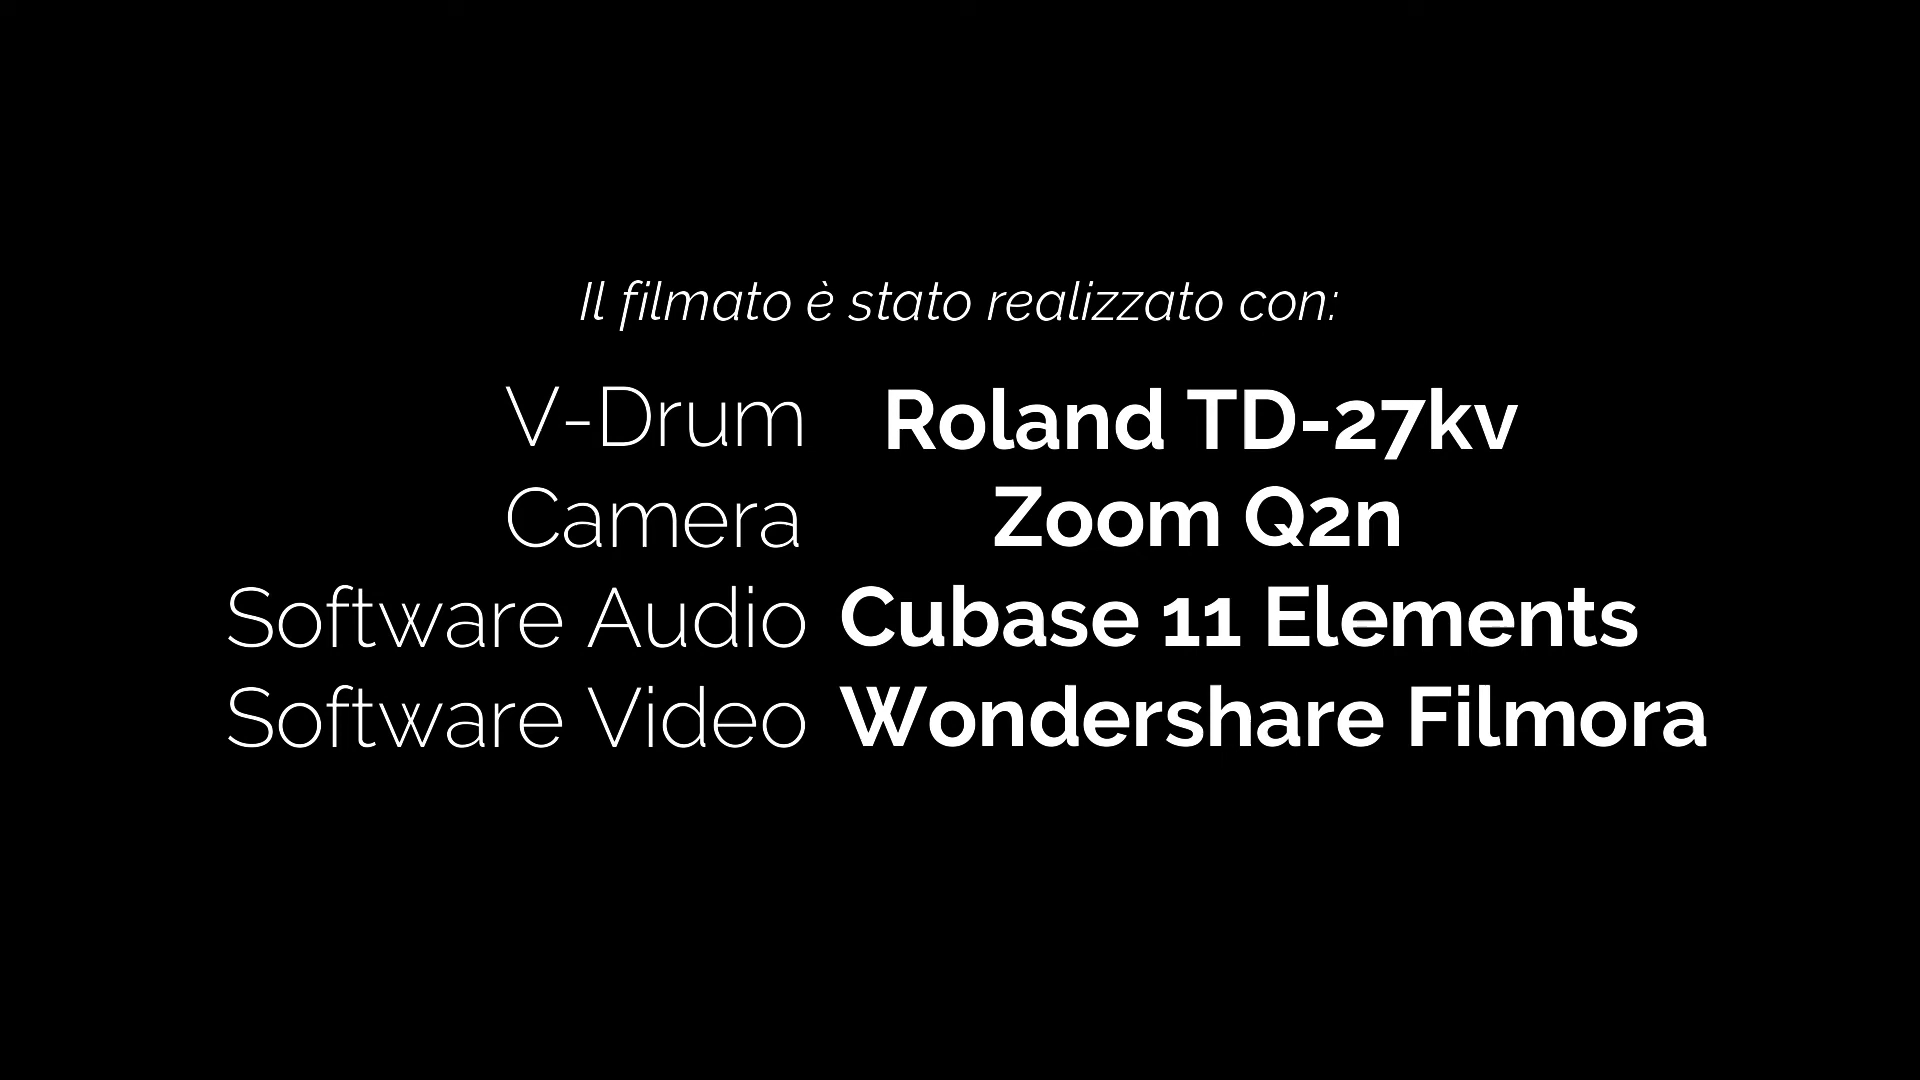 Il filmato è stato realizzato con:
V-Drum Roland TD-27kv
Camera Zoom Q2n
Software Audio Cubase 11 Elements
Software Video Wondershare Filmora